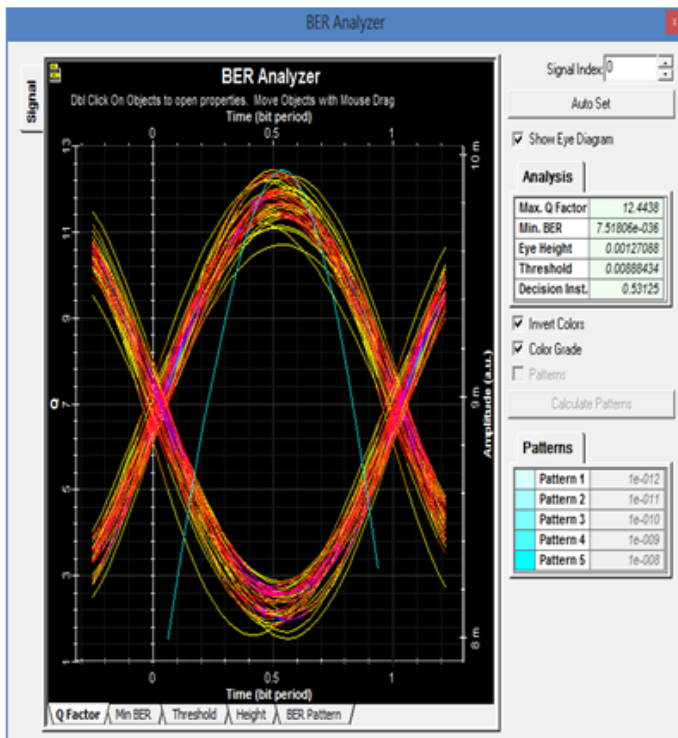 BER Analyzer
x
Signal
BER Analyzer
Dbl Click On Objects to open properties. Move Objects with Mouse Drag
Time (bit period)
0 0.5 1
Q
13
11
9
7
5
3
1
Amplitude (a.u.)
10 m
9 m
8 m
0 0.5 1
Time (bit period)
Q Factor Min BER Threshold Height BER Pattern
Signal Index: 0
Auto Set
Show Eye Diagram
Analysis
Max. Q Factor 12.4438
Min. BER 7.51806e-036
Eye Height 0.00127088
Threshold 0.00888434
Decision Inst. 0.53125
Invert Colors
Color Grade
Patterns
Calculate Patterns
Patterns
Pattern 1 1e-012
Pattern 2 1e-011
Pattern 3 1e-010
Pattern 4 1e-009
Pattern 5 1e-008